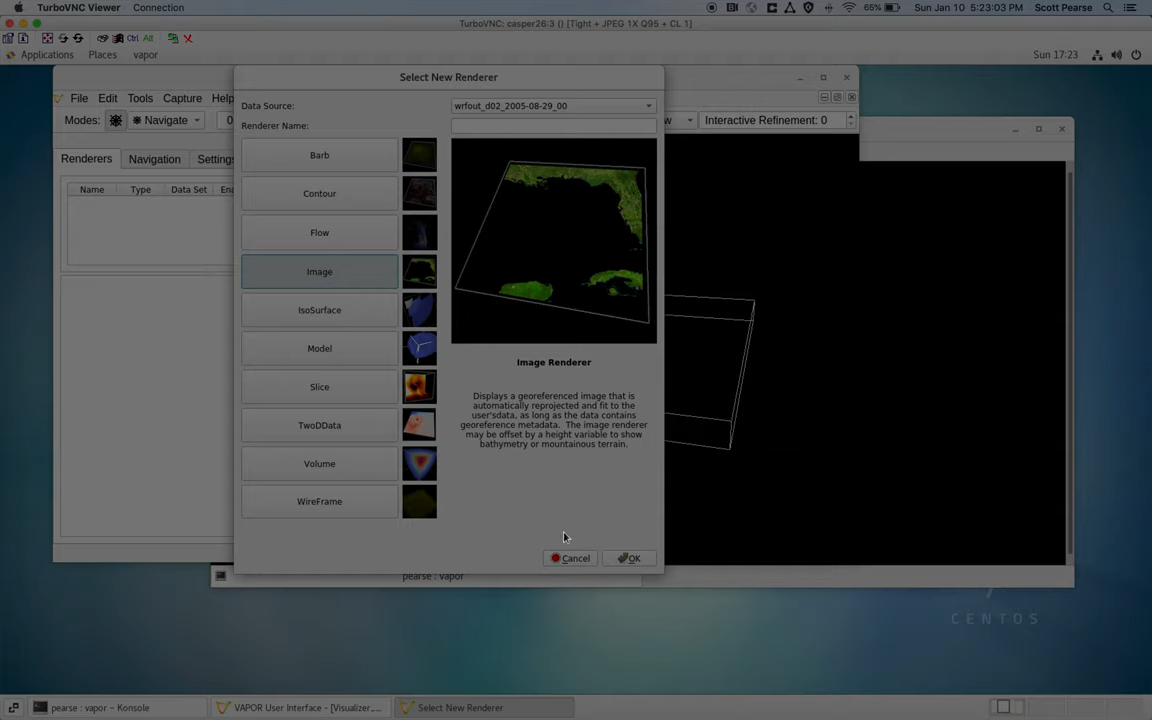 TurboVNC Viewer Connection 65% Sun Jan 10 5:23:03 PM Scott Pearse
TurboVNC: casper26:3 () [Tight + JPEG 1X Q95 + CL 1]
Ctrl Alt
Applications Places vapor Sun 17:23
Select New Renderer
File Edit Tools Capture Help
Data Source: wrfout_d02_2005-08-29_00
Modes: Navigate 0
Renderer Name:
Interactive Refinement: 0
Renderers Navigation Settings
Name Type Data Set
Barb
Contour
Flow
Image
IsoSurface
Model
Slice
TwoDData
Volume
WireFrame
Image Renderer
Displays a georeferenced image that is
automatically reprojected and fit to the
user'sdata, as long as the data contains
georeference metadata. The image renderer
may be offset by a height variable to show
bathymetry or mountainous terrain.
Cancel OK
pearse : vapor
CENTOS
pearse : vapor – Konsole
VAPOR User Interface - [Visualizer_...
Select New Renderer